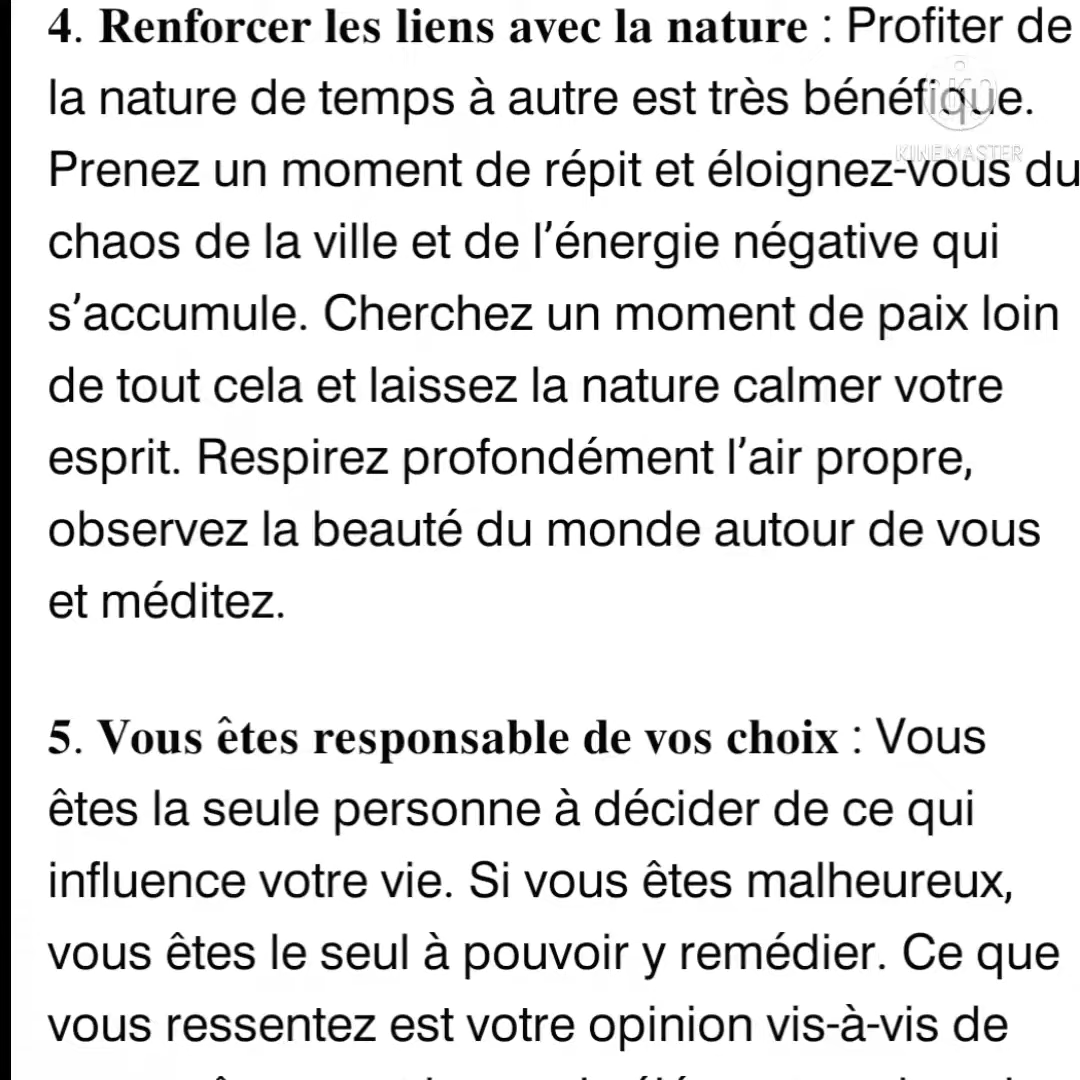 4. Renforcer les liens avec la nature : Profiter de
la nature de temps à autre est très bénéfique.
KINEMASTER
Prenez un moment de répit et éloignez-vous du
chaos de la ville et de l’énergie négative qui
s’accumule. Cherchez un moment de paix loin
de tout cela et laissez la nature calmer votre
esprit. Respirez profondément l’air propre,
observez la beauté du monde autour de vous
et méditez.
5. Vous êtes responsable de vos choix : Vous
êtes la seule personne à décider de ce qui
influence votre vie. Si vous êtes malheureux,
vous êtes le seul à pouvoir y remédier. Ce que
vous ressentez est votre opinion vis-à-vis de